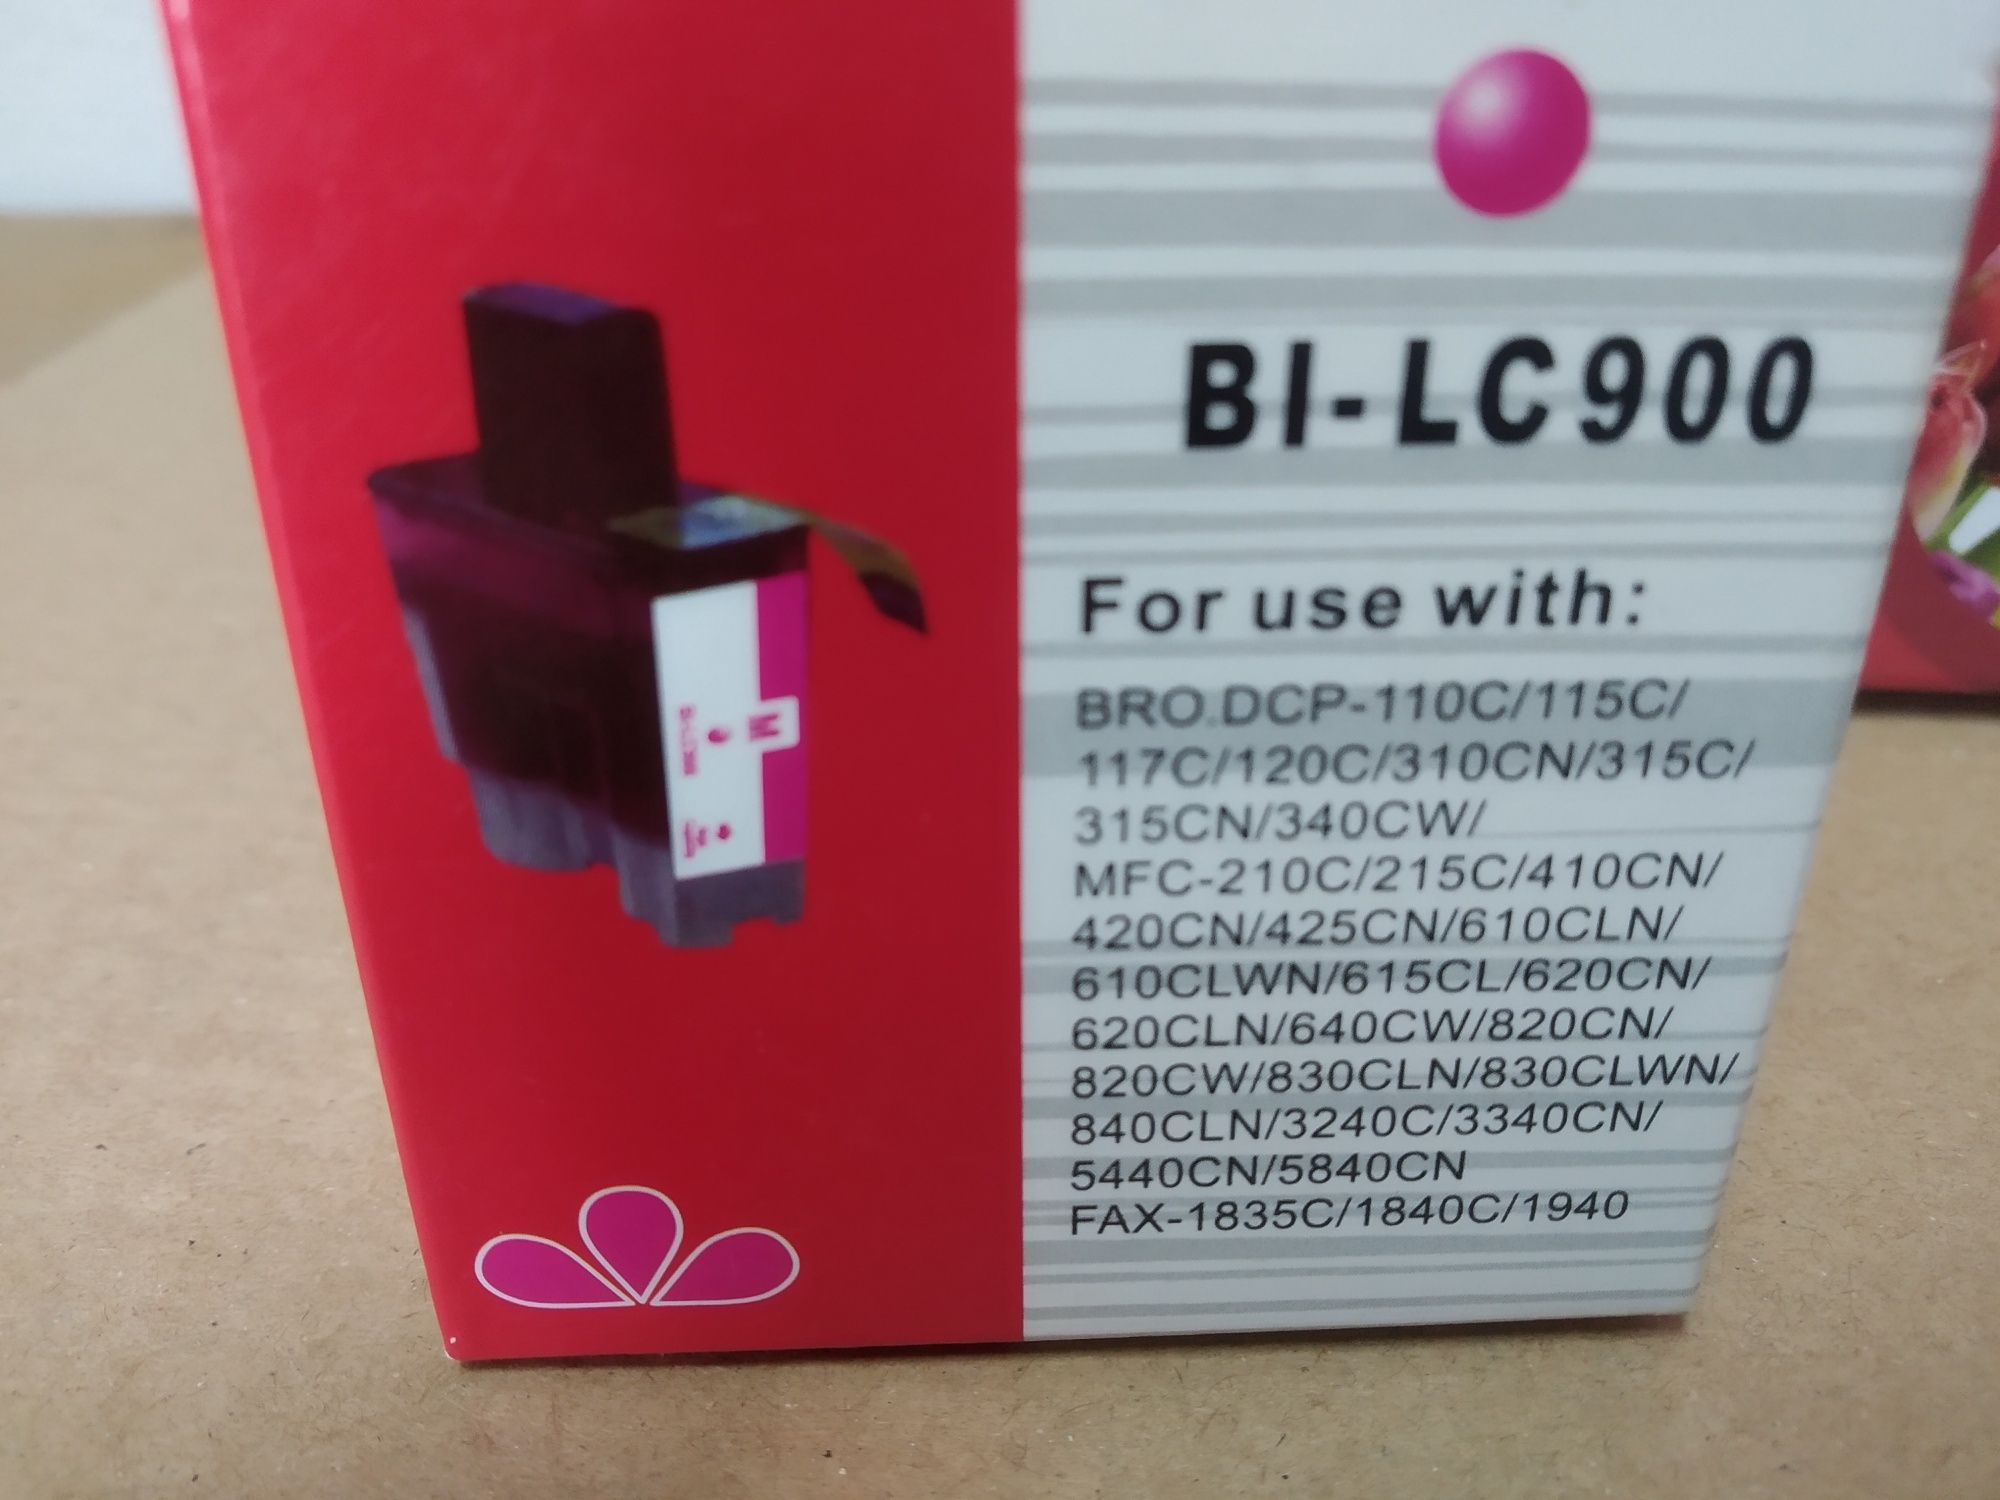 BI-LC900
For use with:
BRO.DCP-110C/115C/
117C/120C/310CN/315C/
315CN/340CW/
MFC-210C/215C/410CN/
420CN/425CN/610CLN/
610CLWN/615CL/620CN/
620CLN/640CW/820CN/
820CW/830CLN/830CLWN/
840CLN/3240C/3340CN/
5440CN/5840CN
FAX-1835C/1840C/1940
M
BI-LC900